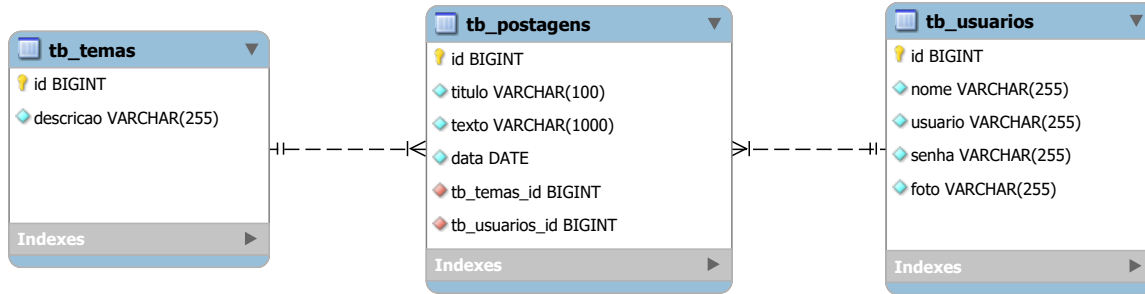 tb_temas
id BIGINT
descricao VARCHAR(255)
Indexes
tb_postagens
id BIGINT
titulo VARCHAR(100)
texto VARCHAR(1000)
data DATE
tb_temas_id BIGINT
tb_usuarios_id BIGINT
Indexes
tb_usuarios
id BIGINT
nome VARCHAR(255)
usuario VARCHAR(255)
senha VARCHAR(255)
foto VARCHAR(255)
Indexes